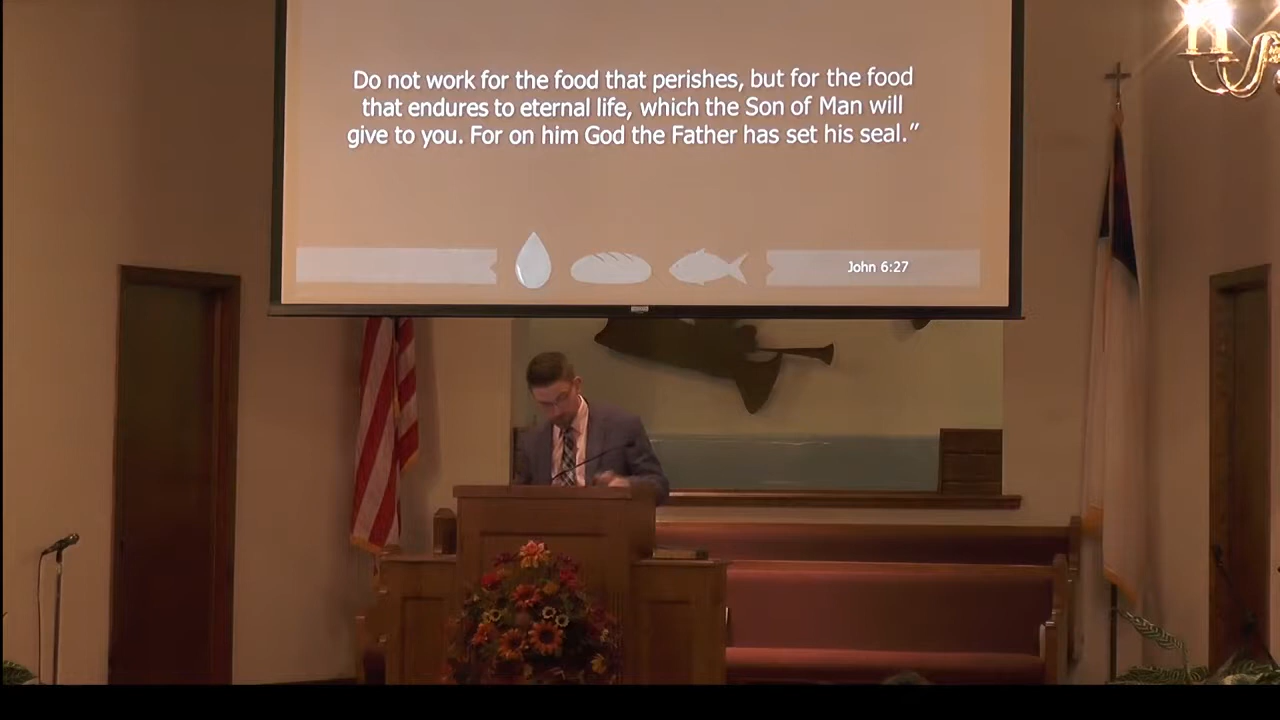 Do not work for the food that perishes, but for the food
that endures to eternal life, which the Son of Man will
give to you. For on him God the Father has set his seal.”
John 6:27